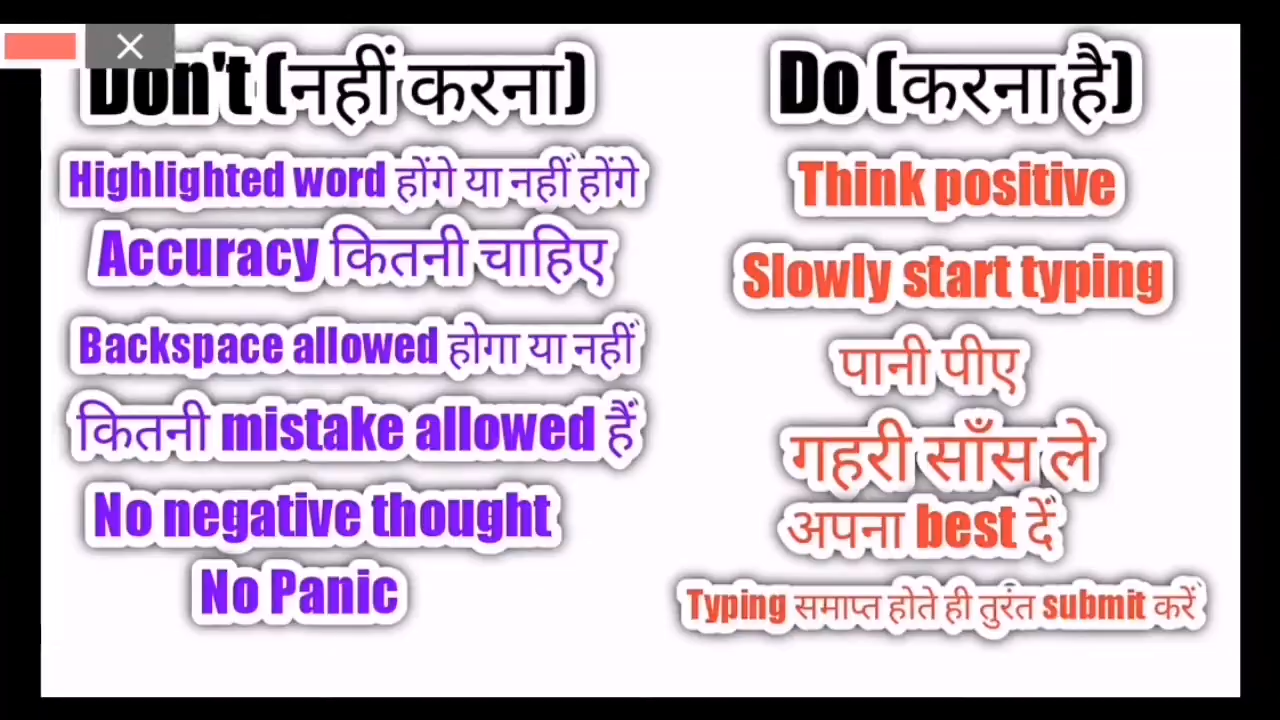 Don't (नहीं करना)
Highlighted word होंगे या नहीं होंगे
Accuracy कितनी चाहिए
Backspace allowed होगा या नहीं
कितनी mistake allowed हैं
No negative thought
No Panic
Do (करना है)
Think positive
Slowly start typing
पानी पीए
गहरी साँस ले
अपना best दें
Typing समाप्त होते ही तुरंत submit करें